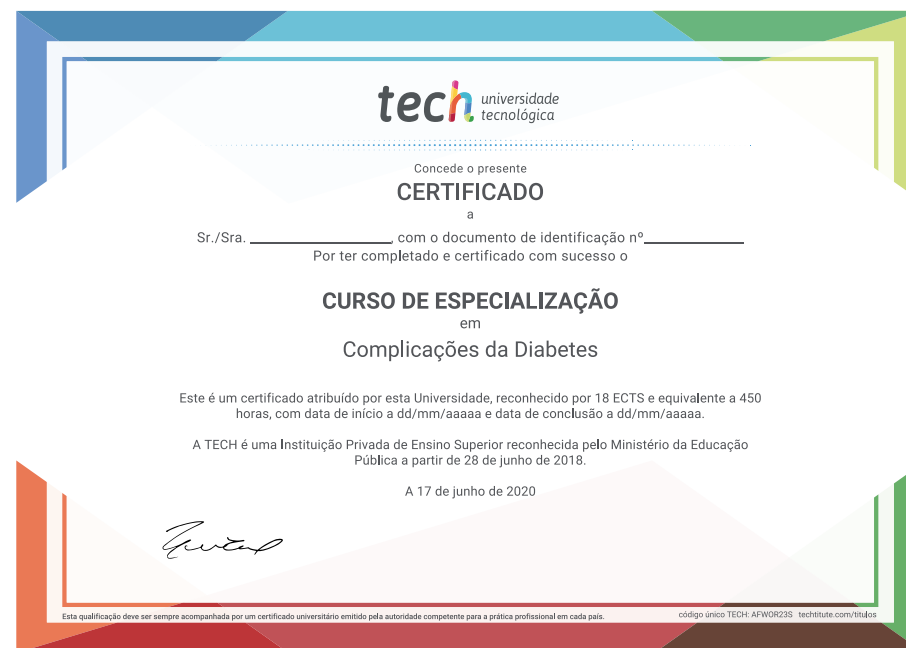 tech universidade
tecnológica
Concede o presente
CERTIFICADO
a
Sr./Sra. ________________, com o documento de identificação nº____________
Por ter completado e certificado com sucesso o
CURSO DE ESPECIALIZAÇÃO
em
Complicações da Diabetes
Este é um certificado atribuído por esta Universidade, reconhecido por 18 ECTS e equivalente a 450
horas, com data de início a dd/mm/aaaaa e data de conclusão a dd/mm/aaaaa.
A TECH é uma Instituição Privada de Ensino Superior reconhecida pelo Ministério da Educação
Pública a partir de 28 de junho de 2018.
A 17 de junho de 2020
Esta qualificação deve ser sempre acompanhada por um certificado universitário emitido pela autoridade competente para a prática profissional em cada país.
código único TECH: AFWOR23S techtitute.com/titulos